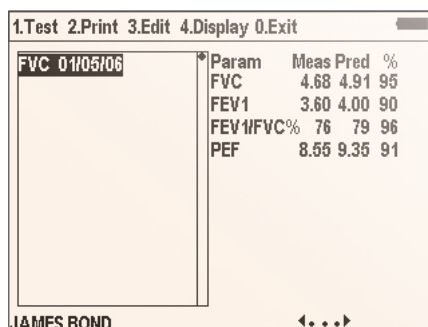 1.Test 2.Print 3.Edit 4.Display 0.Exit
FVC 01/05/06
Param Meas Pred %
FVC 4.68 4.91 95
FEV1 3.60 4.00 90
FEV1/FVC% 76 79 96
PEF 8.55 9.35 91
JAMES BOND